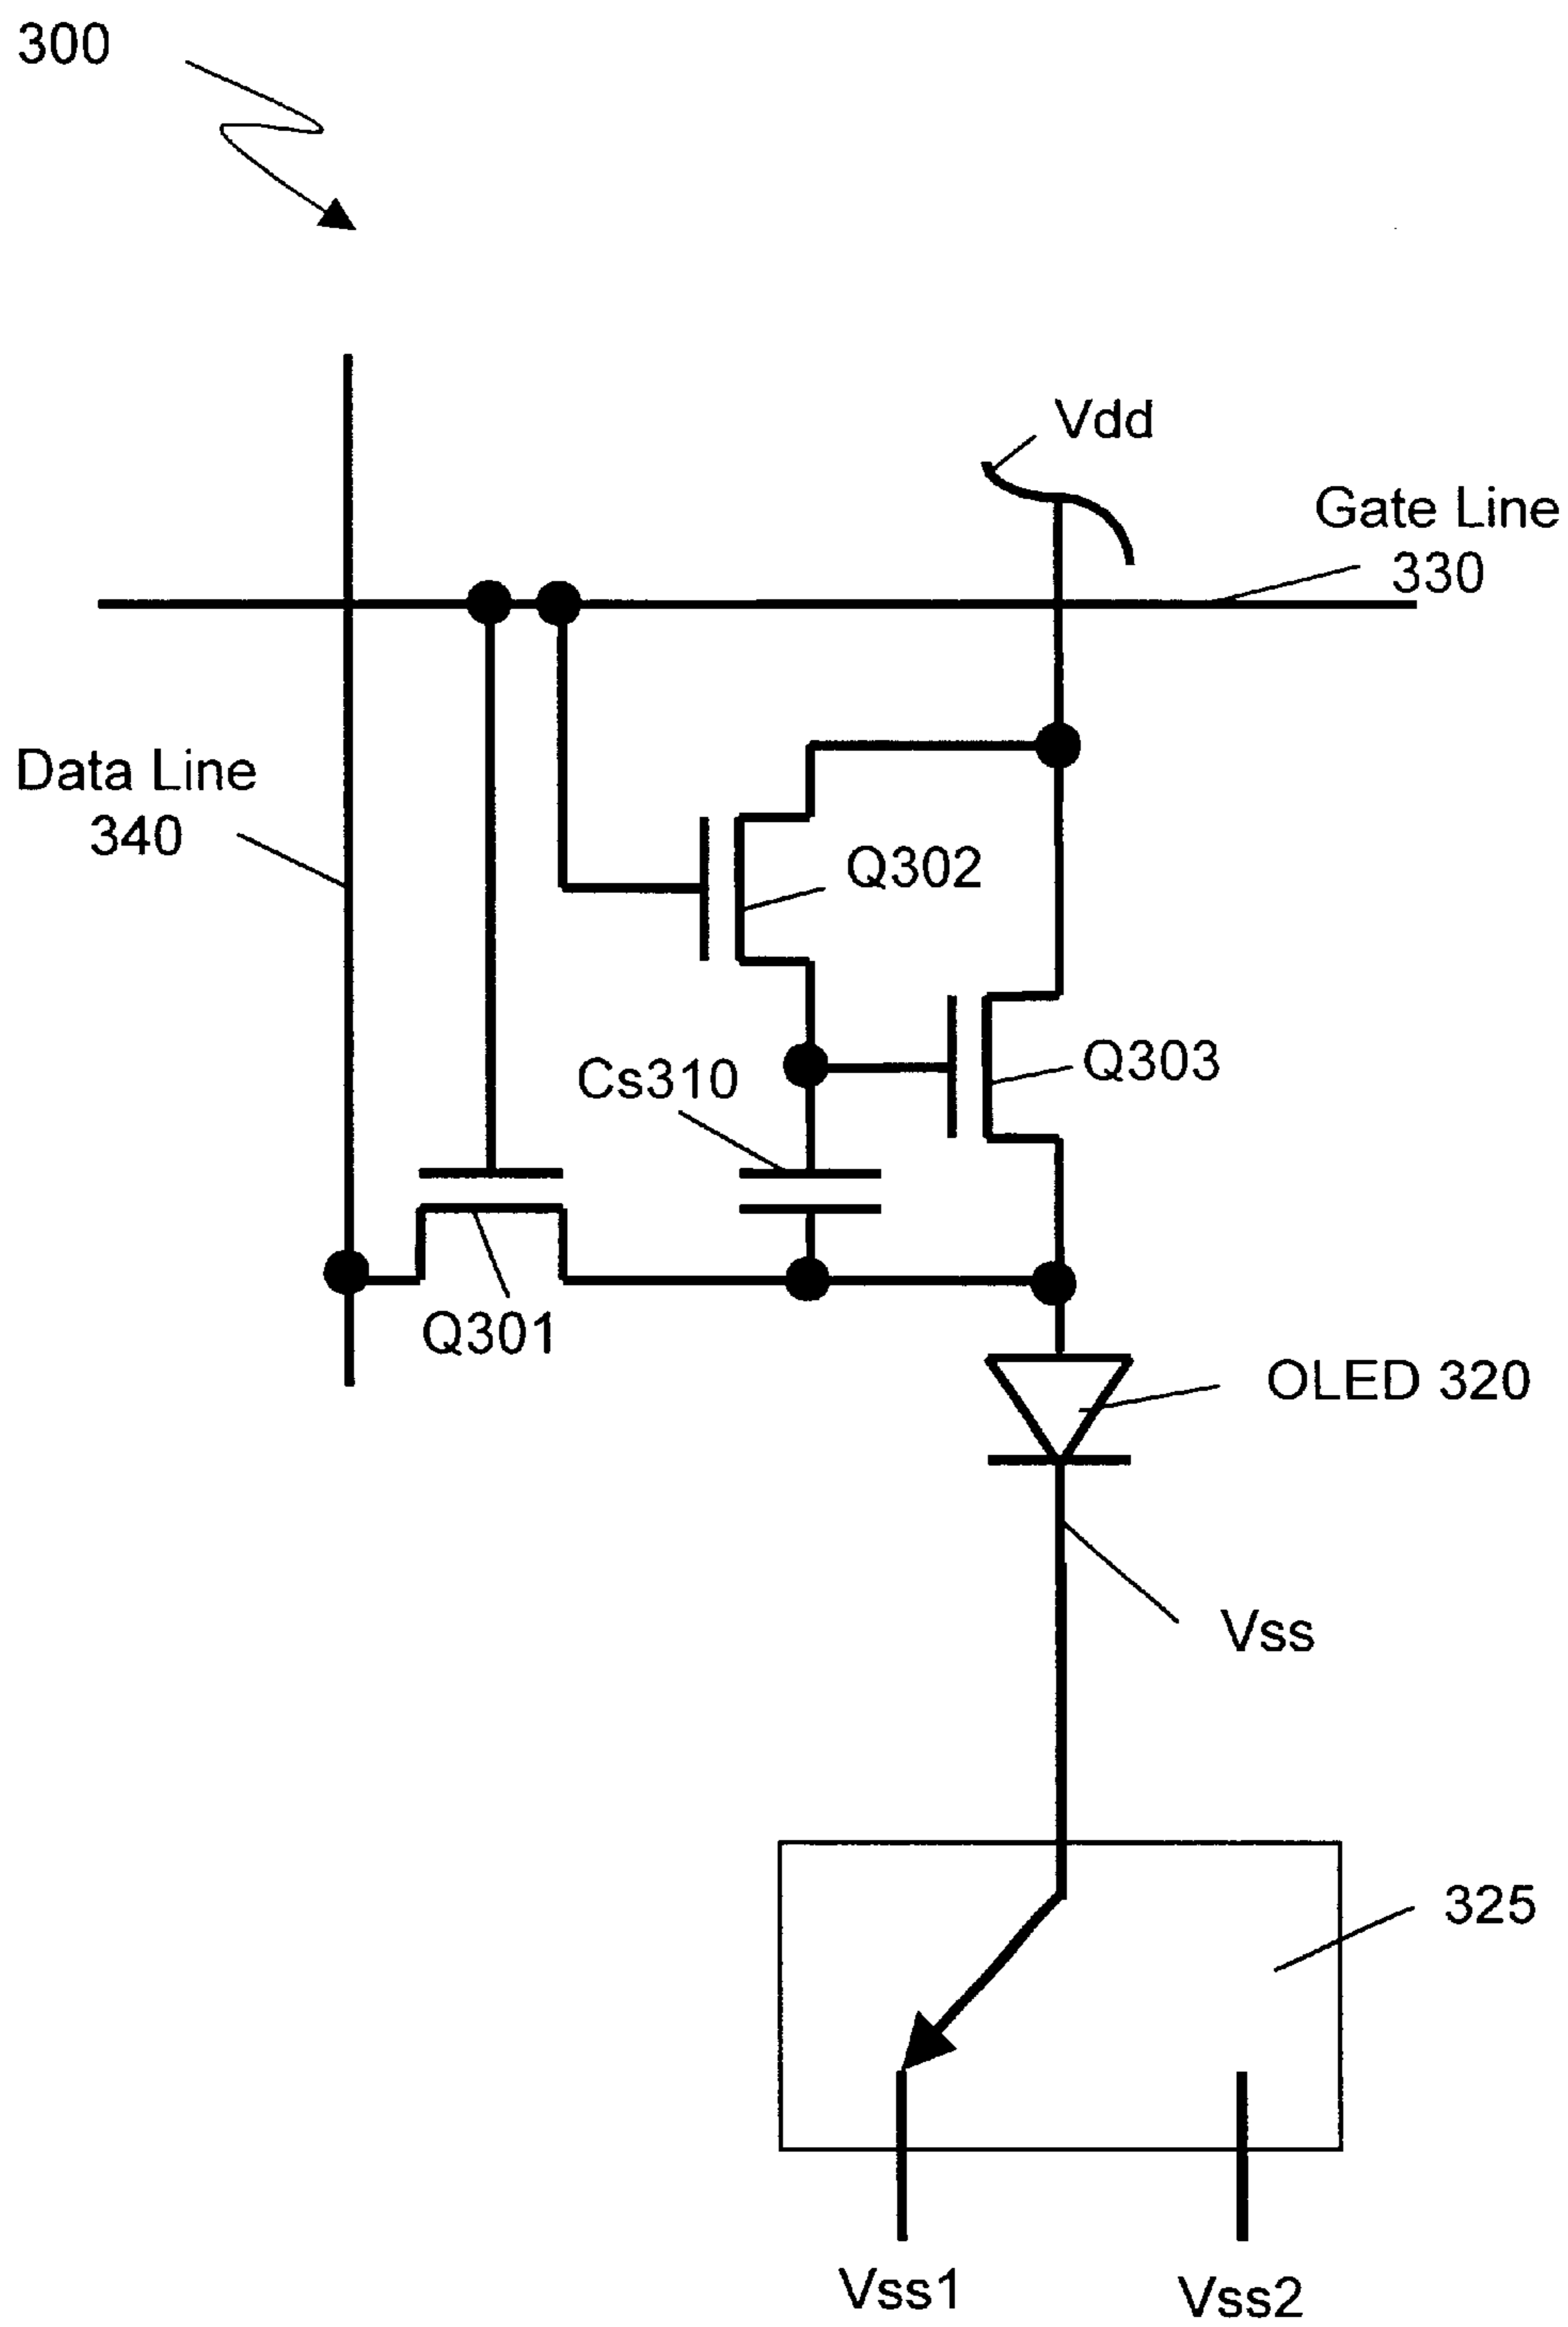 300
Vdd
Gate Line
330
Data Line
340
Q302
Q303
Cs310
Q301
OLED 320
Vss
325
Vss1
Vss2